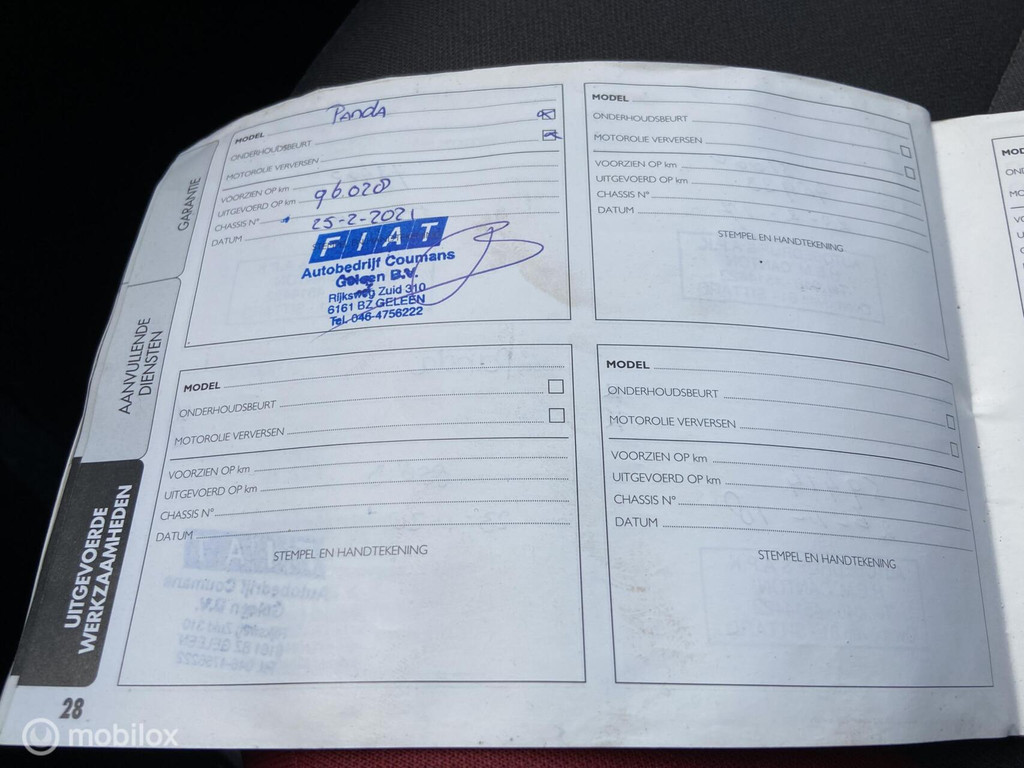 GARANTIE
AANVULLENDE
DIENSTEN
UITGEVOERDE
WERKZAAMHEDEN
28
MODEL Panda
ONDERHOUDSBEURT
MOTOROLIE VERVERSEN
VOORZIEN OP km
UITGEVOERD OP km 96.028
CHASSIS N°
DATUM 25-2-2021
FIAT
Autobedrijf Coumans
Geleen B.V.
Rijksweg Zuid 310
6161 BZ GELEEN
Tel. 046-4756222
MODEL
ONDERHOUDSBEURT
MOTOROLIE VERVERSEN
VOORZIEN OP km
UITGEVOERD OP km
CHASSIS N°
DATUM
STEMPEL EN HANDTEKENING
MODEL
ONDERHOUDSBEURT
MOTOROLIE VERVERSEN
VOORZIEN OP km
UITGEVOERD OP km
CHASSIS N°
DATUM
STEMPEL EN HANDTEKENING
MODEL
ONDERHOUDSBEURT
MOTOROLIE VERVERSEN
VOORZIEN OP km
UITGEVOERD OP km
CHASSIS N°
DATUM
STEMPEL EN HANDTEKENING
mobilox